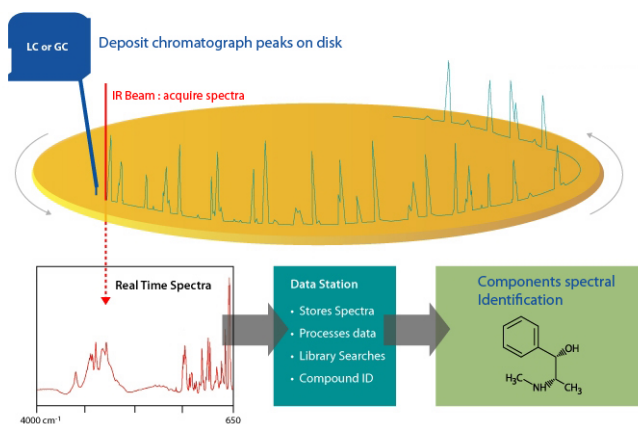 LC or GC
Deposit chromatograph peaks on disk
IR Beam : acquire spectra
Real Time Spectra
4000 cm⁻¹
650
Data Station
• Stores Spectra
• Processes data
• Library Searches
• Compound ID
Components spectral
Identification
OH
H₃C
NH
CH₃